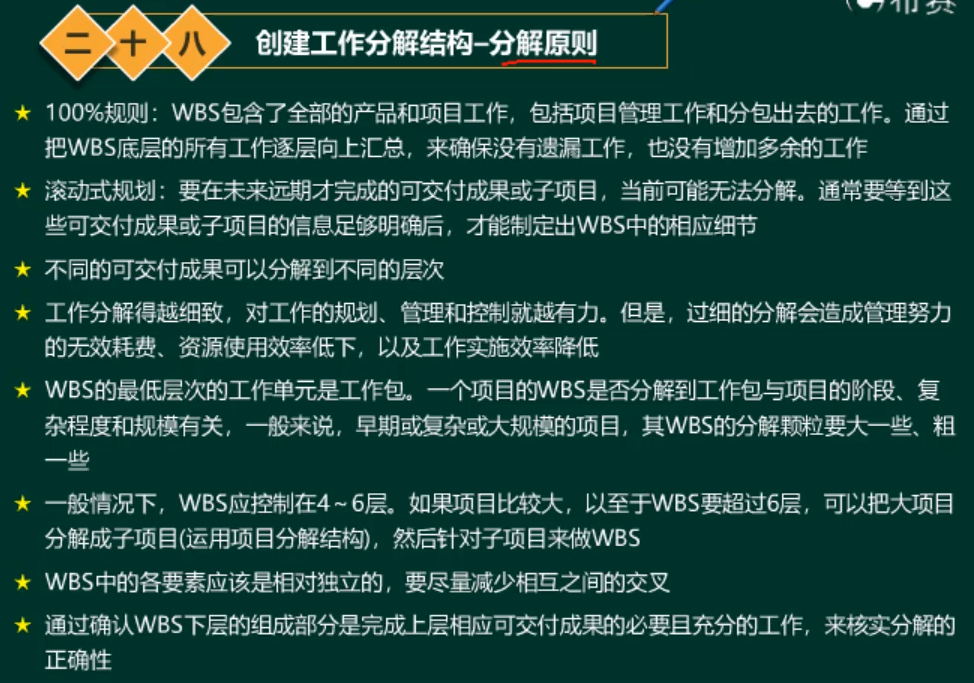 二十八 创建工作分解结构–分解原则
★ 100%规则：WBS包含了全部的产品和项目工作，包括项目管理工作和分包出去的工作。通过
把WBS底层的所有工作逐层向上汇总，来确保没有遗漏工作，也没有增加多余的工作
★ 滚动式规划：要在未来远期才完成的可交付成果或子项目，当前可能无法分解。通常要等到这
些可交付成果或子项目的信息足够明确后，才能制定出WBS中的相应细节
★ 不同的可交付成果可以分解到不同的层次
★ 工作分解得越细致，对工作的规划、管理和控制就越有力。但是，过细的分解会造成管理努力
的无效耗费、资源使用效率低下，以及工作实施效率降低
★ WBS的最低层次的工作单元是工作包。一个项目的WBS是否分解到工作包与项目的阶段、复
杂程度和规模有关，一般来说，早期或复杂或大规模的项目，其WBS的分解颗粒要大一些、粗
一些
★ 一般情况下，WBS应控制在4～6层。如果项目比较大，以至于WBS要超过6层，可以把大项目
分解成子项目(运用项目分解结构)，然后针对子项目来做WBS
★ WBS中的各要素应该是相对独立的，要尽量减少相互之间的交叉
★ 通过确认WBS下层的组成部分是完成上层相应可交付成果的必要且充分的工作，来核实分解的
正确性